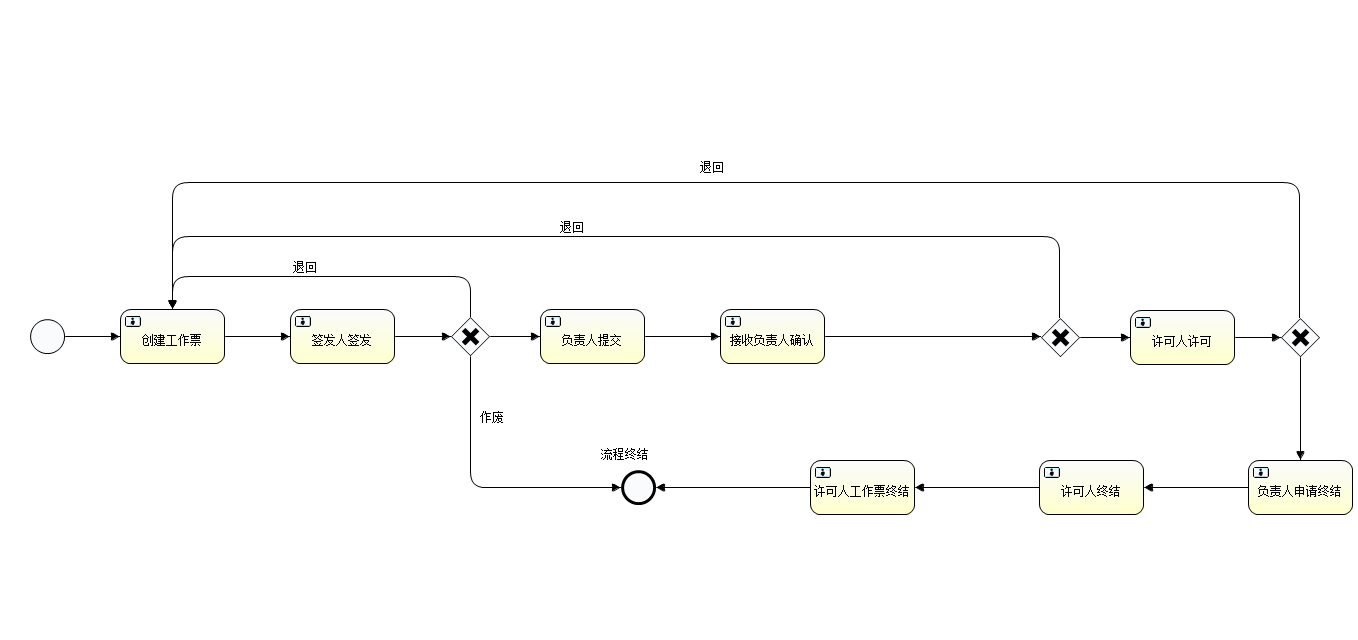 退回
退回
退回
创建工作票
签发人签发
负责人提交
接收负责人确认
许可人许可
作废
流程终结
许可人工作票终结
许可人终结
负责人申请终结